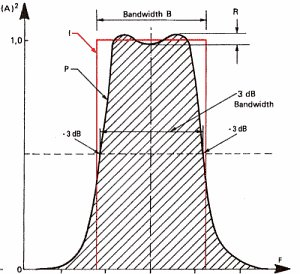 (A)² Bandwidth B R
I
1,0
P
3 dB
Bandwidth
- 3 dB - 3 dB
0 F